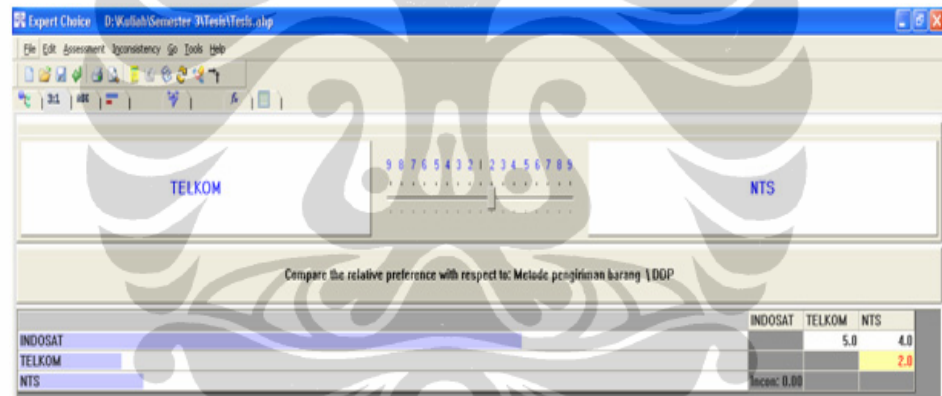 Expert Choice D:\Kuliah\Semester 3\Tesis\Tesis.ahp
File Edit Assessment Inconsistency Go Tools Help
3:1 ABC
TELKOM
9 8 7 6 5 4 3 2 1 2 3 4 5 6 7 8 9
NTS
Compare the relative preference with respect to: Metode pengiriman barang \ DDP
INDOSAT TELKOM NTS
INDOSAT 5.0 4.0
TELKOM 2.0
NTS Incon: 0.00